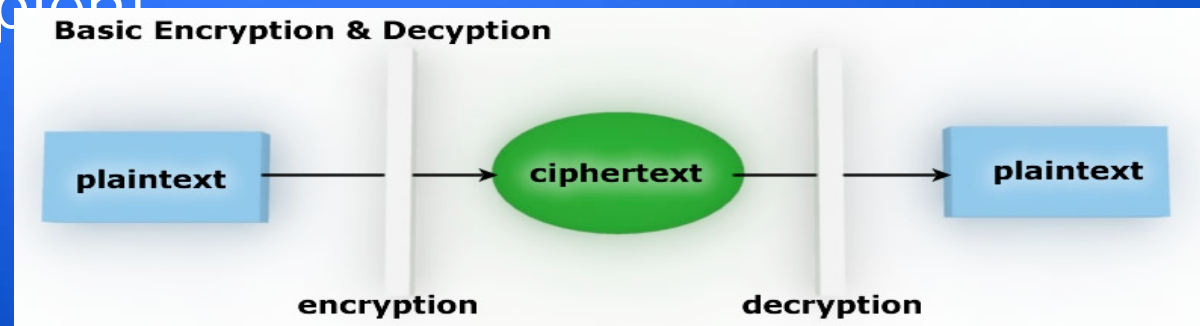 Basic Encryption & Decyption
plaintext
ciphertext
plaintext
encryption
decryption